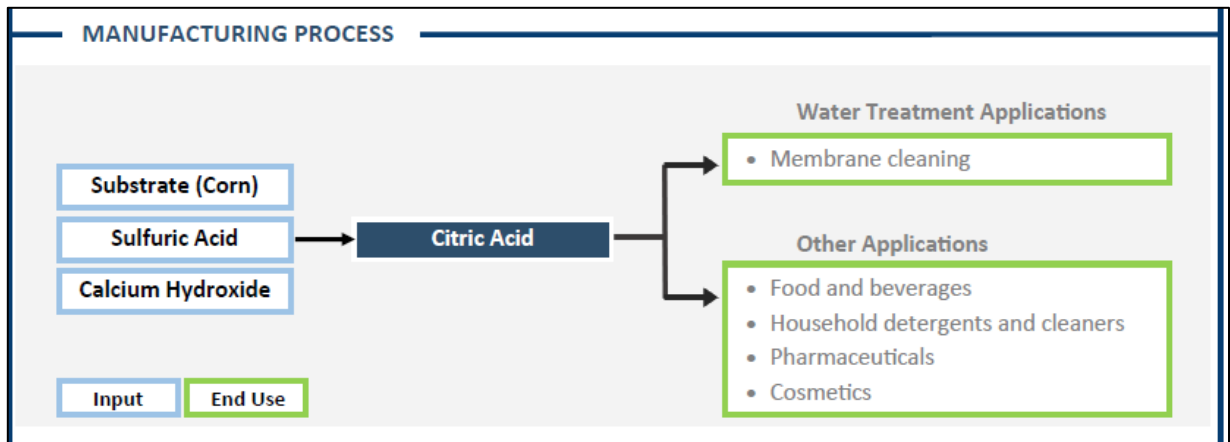 MANUFACTURING PROCESS
Water Treatment Applications
• Membrane cleaning
Substrate (Corn)
Sulfuric Acid
Calcium Hydroxide
Citric Acid
Other Applications
• Food and beverages
• Household detergents and cleaners
• Pharmaceuticals
• Cosmetics
Input
End Use